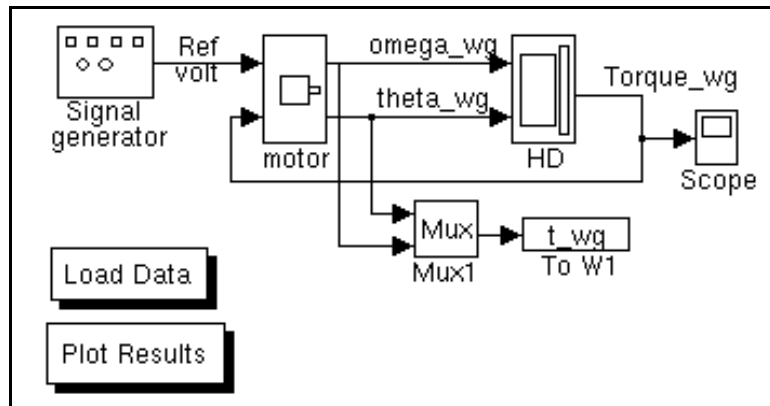 Ref
volt
omega_wg
theta_wg
Torque_wg
Signal
generator
motor
HD
Scope
Mux
Mux1
t_wg
To W1
Load Data
Plot Results